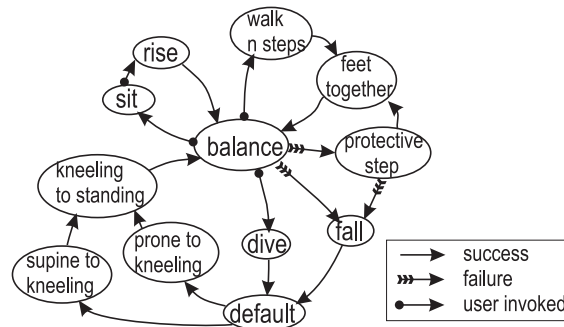 walk
n steps
rise
feet
together
sit
balance
protective
step
kneeling
to standing
prone to
kneeling
dive
fall
supine to
kneeling
default
success
failure
user invoked